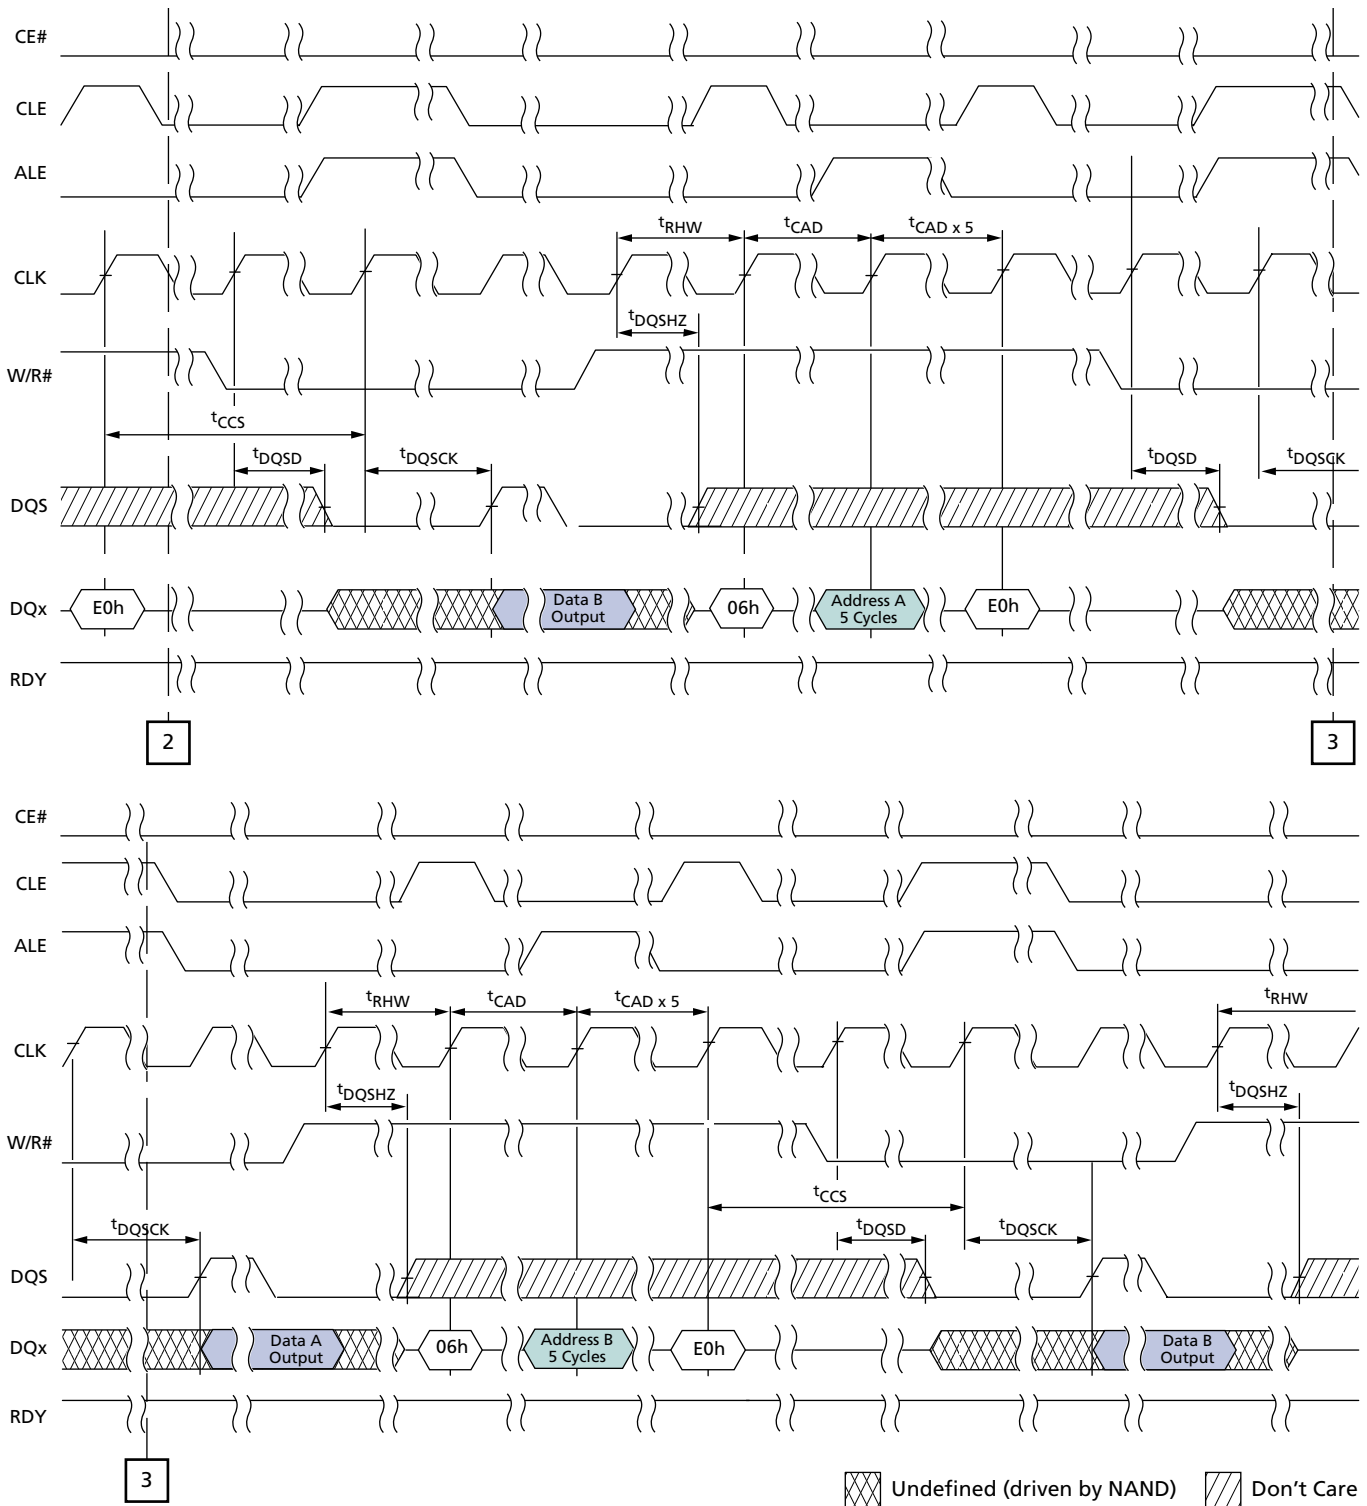 CE#
CLE
ALE
tRHW tCAD tCAD x 5
CLK
tDQSHZ
W/R#
tCCS
tDQSD tDQSCK tDQSD tDQSCK
DQS
DQx E0h Data B Output 06h Address A 5 Cycles E0h
RDY
2 3
CE#
CLE
ALE
tRHW tCAD tCAD x 5 tRHW
CLK
tDQSHZ tDQSHZ
W/R#
tCCS
tDQSCK tDQSD tDQSCK
DQS
DQx Data A Output 06h Address B 5 Cycles E0h Data B Output
RDY
3
Undefined (driven by NAND) Don't Care